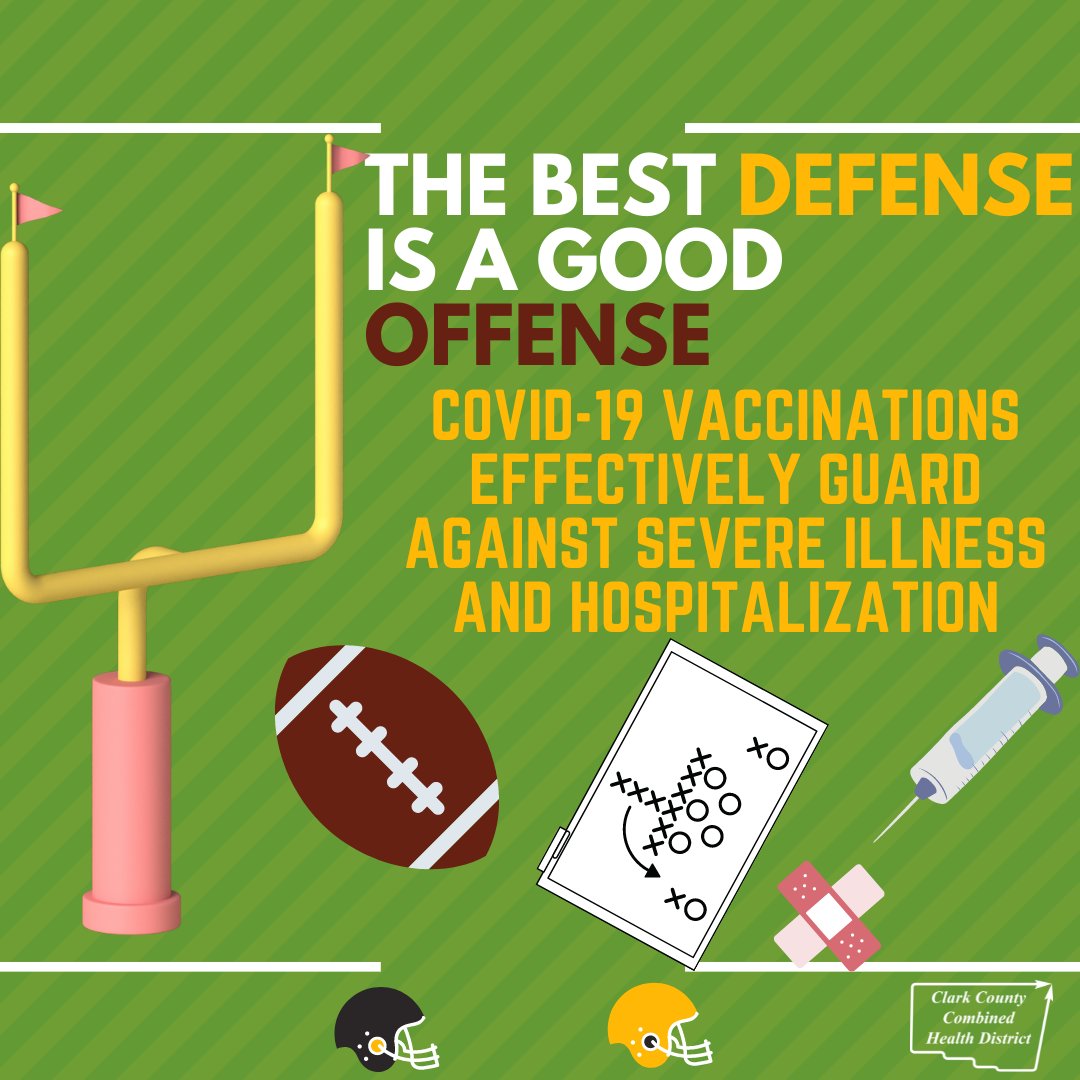 THE BEST DEFENSE
IS A GOOD
OFFENSE
COVID-19 VACCINATIONS
EFFECTIVELY GUARD
AGAINST SEVERE ILLNESS
AND HOSPITALIZATION
Clark County
Combined
Health District